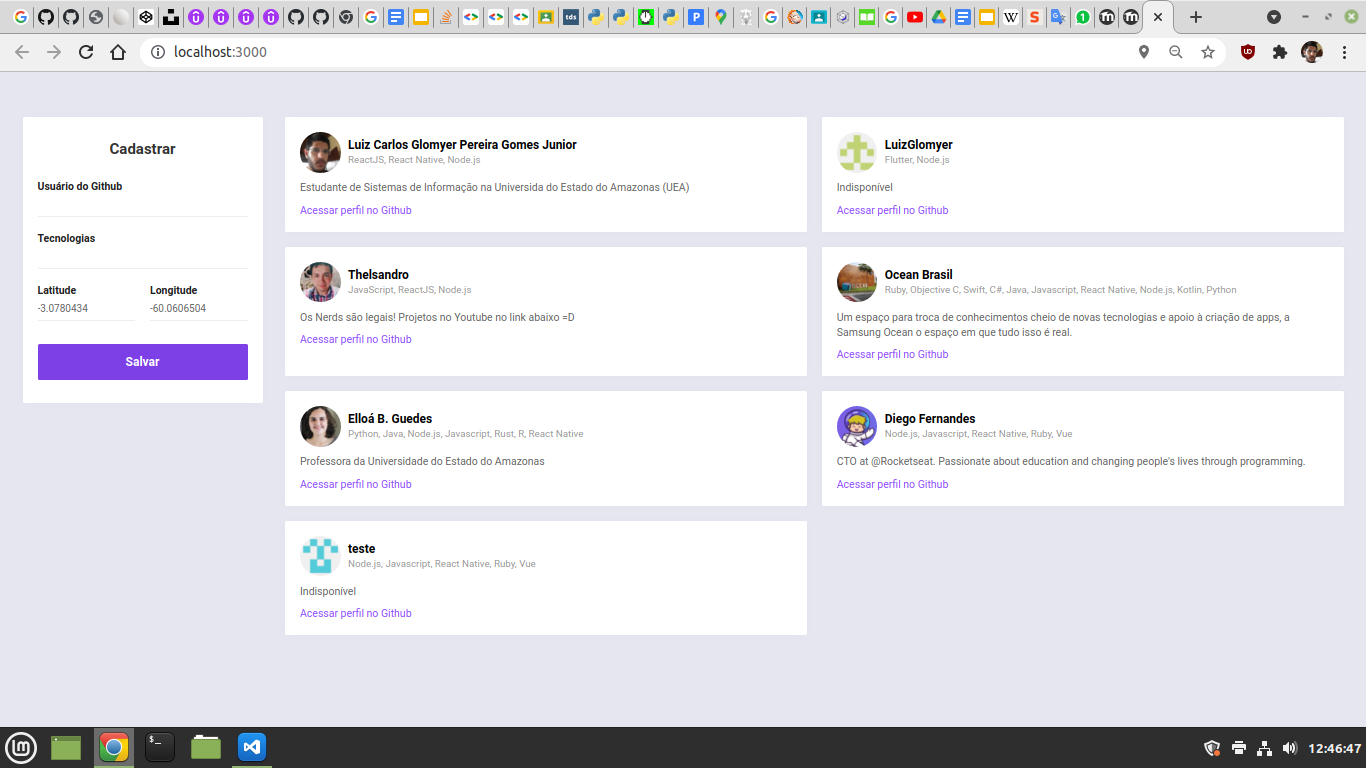 localhost:3000
Cadastrar
Usuário do Github
Tecnologias
Latitude
Longitude
-3.0780434
-60.0606504
Salvar
Luiz Carlos Glomyer Pereira Gomes Junior
ReactJS, React Native, Node.js
Estudante de Sistemas de Informação na Universida do Estado do Amazonas (UEA)
Acessar perfil no Github
LuizGlomyer
Flutter, Node.js
Indisponível
Acessar perfil no Github
Thelsandro
JavaScript, ReactJS, Node.js
Os Nerds são legais! Projetos no Youtube no link abaixo =D
Acessar perfil no Github
Ocean Brasil
Ruby, Objective C, Swift, C#, Java, Javascript, React Native, Node.js, Kotlin, Python
Um espaço para troca de conhecimentos cheio de novas tecnologias e apoio à criação de apps, a
Samsung Ocean o espaço em que tudo isso é real.
Acessar perfil no Github
Elloá B. Guedes
Python, Java, Node.js, Javascript, Rust, R, React Native
Professora da Universidade do Estado do Amazonas
Acessar perfil no Github
Diego Fernandes
Node.js, Javascript, React Native, Ruby, Vue
CTO at @Rocketseat. Passionate about education and changing people's lives through programming.
Acessar perfil no Github
teste
Node.js, Javascript, React Native, Ruby, Vue
Indisponível
Acessar perfil no Github
12:46:47